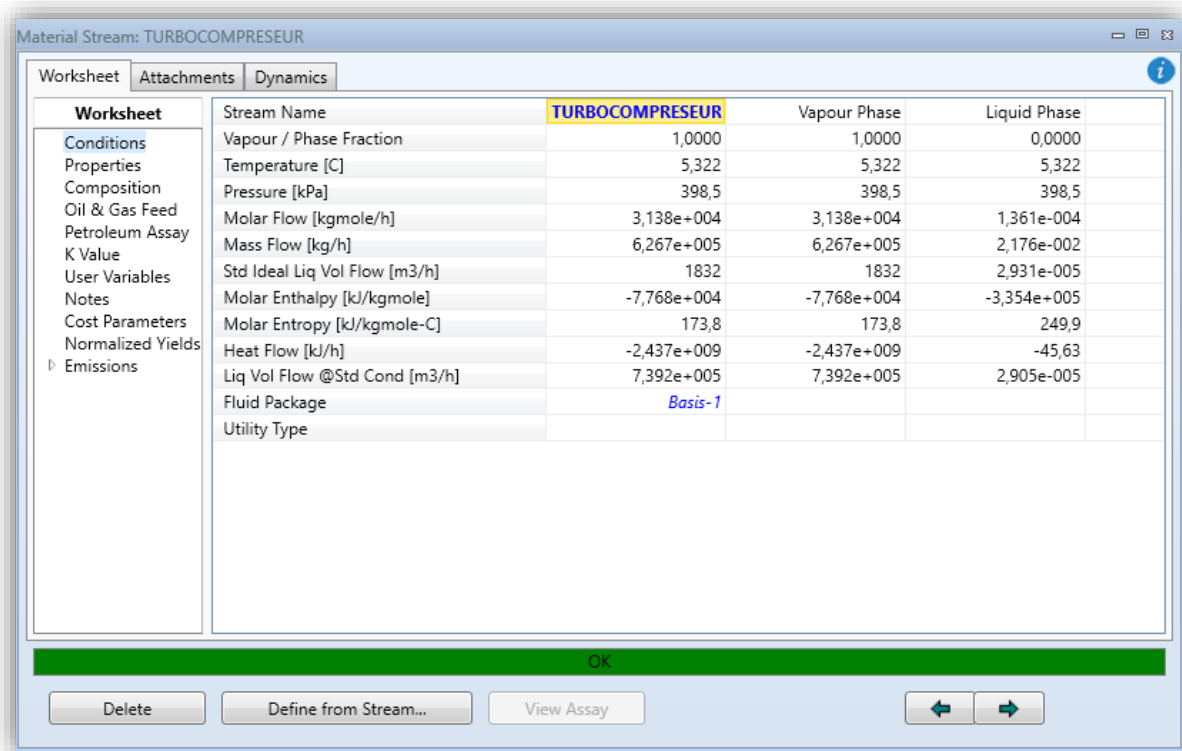 Material Stream: TURBOCOMPRESEUR
Worksheet Attachments Dynamics
i
Worksheet
Conditions
Properties
Composition
Oil & Gas Feed
Petroleum Assay
K Value
User Variables
Notes
Cost Parameters
Normalized Yields
Emissions
Stream Name TURBOCOMPRESEUR Vapour Phase Liquid Phase
Vapour / Phase Fraction 1,0000 1,0000 0,0000
Temperature [C] 5,322 5,322 5,322
Pressure [kPa] 398,5 398,5 398,5
Molar Flow [kgmole/h] 3,138e+004 3,138e+004 1,361e-004
Mass Flow [kg/h] 6,267e+005 6,267e+005 2,176e-002
Std Ideal Liq Vol Flow [m3/h] 1832 1832 2,931e-005
Molar Enthalpy [kJ/kgmole] -7,768e+004 -7,768e+004 -3,354e+005
Molar Entropy [kJ/kgmole-C] 173,8 173,8 249,9
Heat Flow [kJ/h] -2,437e+009 -2,437e+009 -45,63
Liq Vol Flow @Std Cond [m3/h] 7,392e+005 7,392e+005 2,905e-005
Fluid Package Basis-1
Utility Type
OK
Delete Define from Stream... View Assay